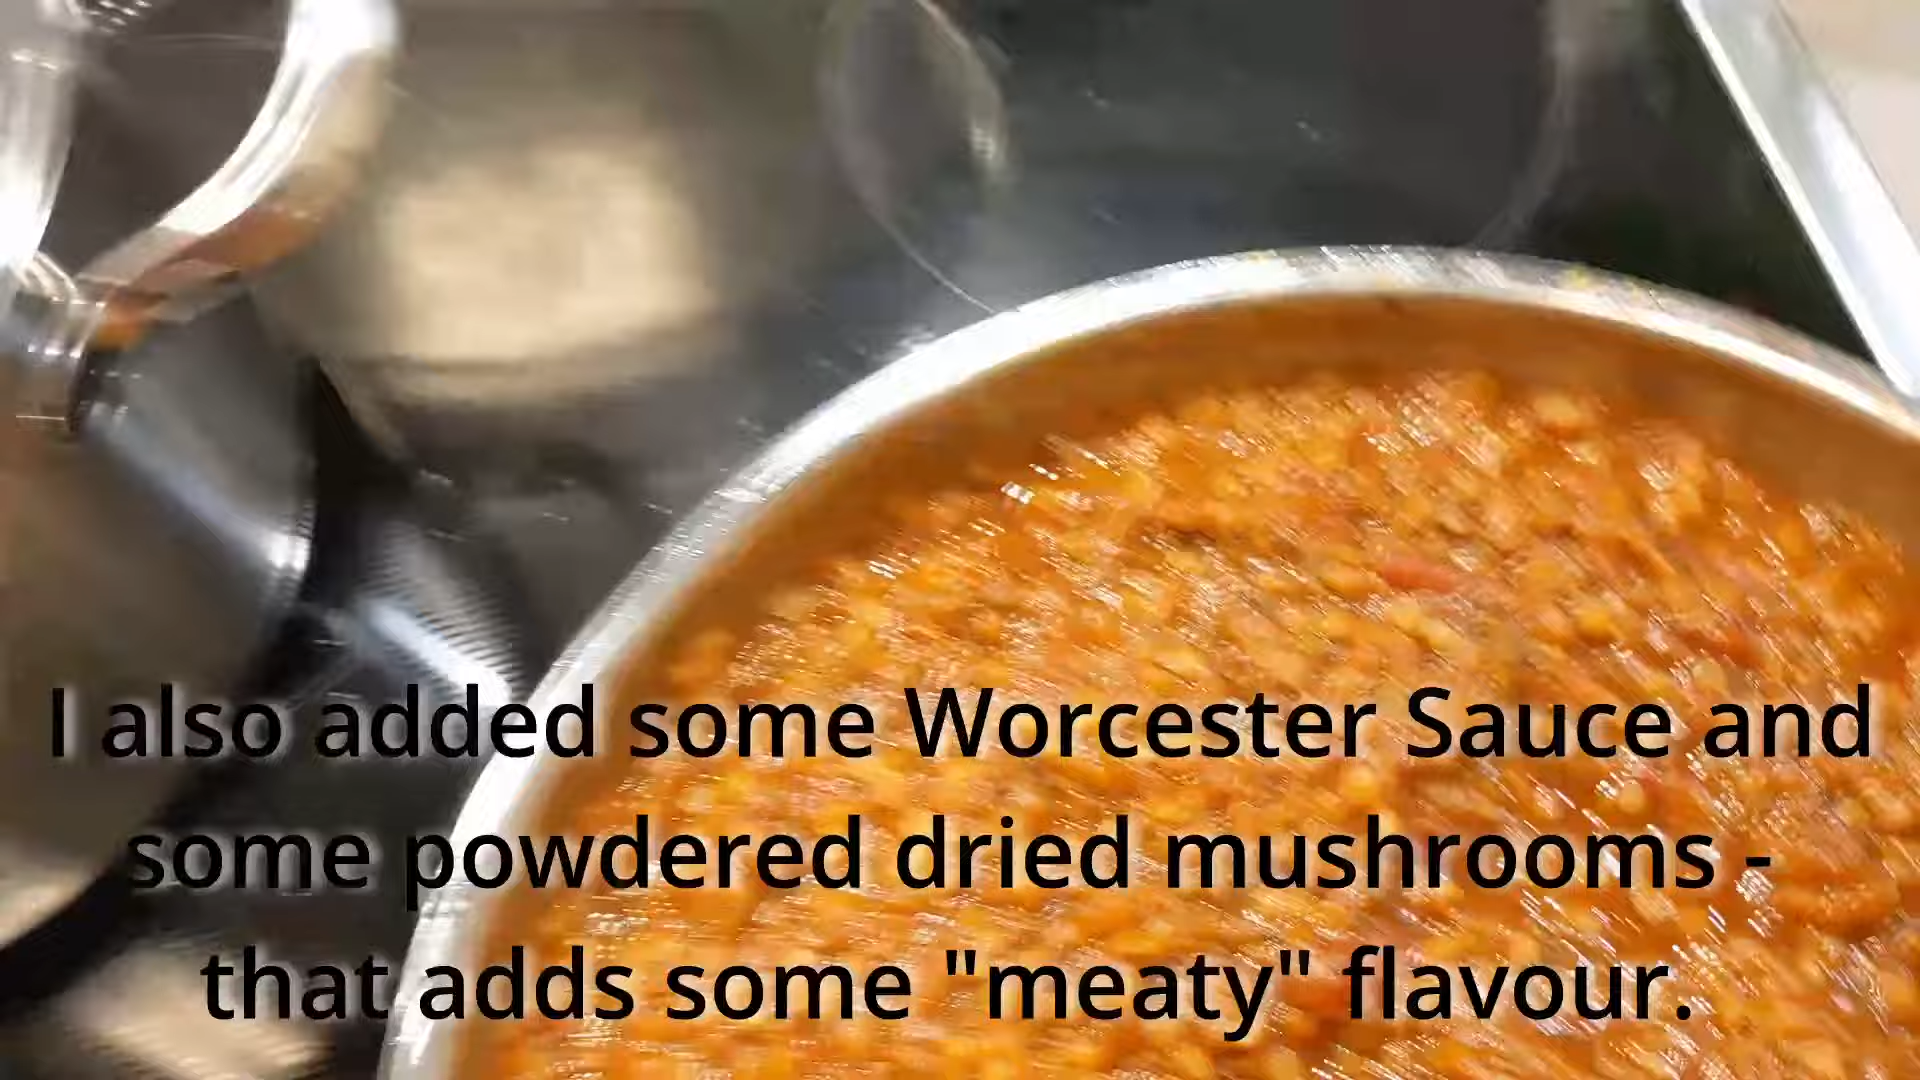 I also added some Worcester Sauce and
some powdered dried mushrooms -
that adds some "meaty" flavour.